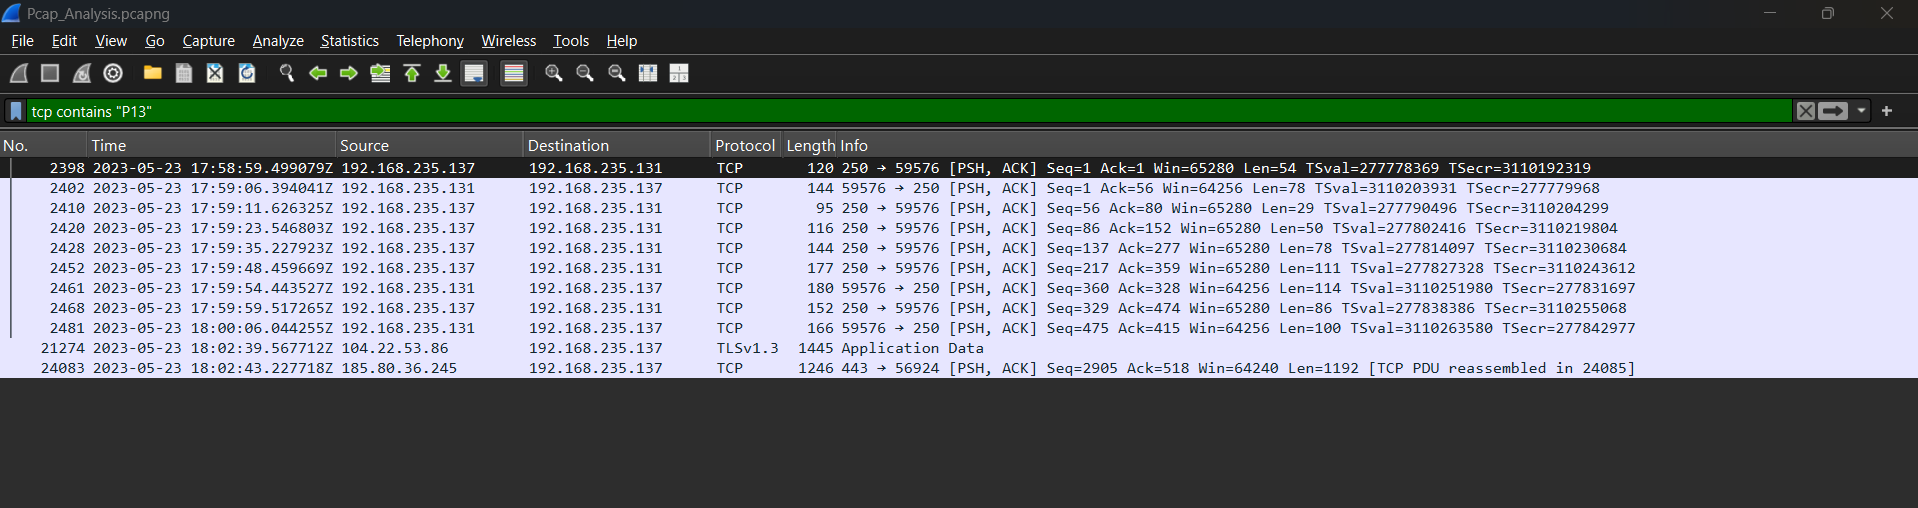 Pcap_Analysis.pcapng
File Edit View Go Capture Analyze Statistics Telephony Wireless Tools Help
tcp contains "P13"
No. Time Source Destination Protocol Length Info
2398 2023-05-23 17:58:59.499079Z 192.168.235.137 192.168.235.131 TCP 120 250 → 59576 [PSH, ACK] Seq=1 Ack=1 Win=65280 Len=54 TSval=277778369 TSecr=3110192319
2402 2023-05-23 17:59:06.394041Z 192.168.235.131 192.168.235.137 TCP 144 59576 → 250 [PSH, ACK] Seq=1 Ack=56 Win=64256 Len=78 TSval=3110203931 TSecr=277779968
2410 2023-05-23 17:59:11.626325Z 192.168.235.137 192.168.235.131 TCP 95 250 → 59576 [PSH, ACK] Seq=56 Ack=80 Win=65280 Len=29 TSval=277790496 TSecr=3110204299
2420 2023-05-23 17:59:23.546803Z 192.168.235.137 192.168.235.131 TCP 116 250 → 59576 [PSH, ACK] Seq=86 Ack=152 Win=65280 Len=50 TSval=277802416 TSecr=3110219804
2428 2023-05-23 17:59:35.227923Z 192.168.235.137 192.168.235.131 TCP 144 250 → 59576 [PSH, ACK] Seq=137 Ack=277 Win=65280 Len=78 TSval=277814097 TSecr=3110230684
2452 2023-05-23 17:59:48.459669Z 192.168.235.137 192.168.235.131 TCP 177 250 → 59576 [PSH, ACK] Seq=217 Ack=359 Win=65280 Len=111 TSval=277827328 TSecr=3110243612
2461 2023-05-23 17:59:54.443527Z 192.168.235.131 192.168.235.137 TCP 180 59576 → 250 [PSH, ACK] Seq=360 Ack=328 Win=64256 Len=114 TSval=3110251980 TSecr=277831697
2468 2023-05-23 17:59:59.517265Z 192.168.235.137 192.168.235.131 TCP 152 250 → 59576 [PSH, ACK] Seq=329 Ack=474 Win=65280 Len=86 TSval=277838386 TSecr=3110255068
2481 2023-05-23 18:00:06.044255Z 192.168.235.131 192.168.235.137 TCP 166 59576 → 250 [PSH, ACK] Seq=475 Ack=415 Win=64256 Len=100 TSval=3110263580 TSecr=277842977
21274 2023-05-23 18:02:39.567712Z 104.22.53.86 192.168.235.137 TLSv1.3 1445 Application Data
24083 2023-05-23 18:02:43.227718Z 185.80.36.245 192.168.235.137 TCP 1246 443 → 56924 [PSH, ACK] Seq=2905 Ack=518 Win=64240 Len=1192 [TCP PDU reassembled in 24085]